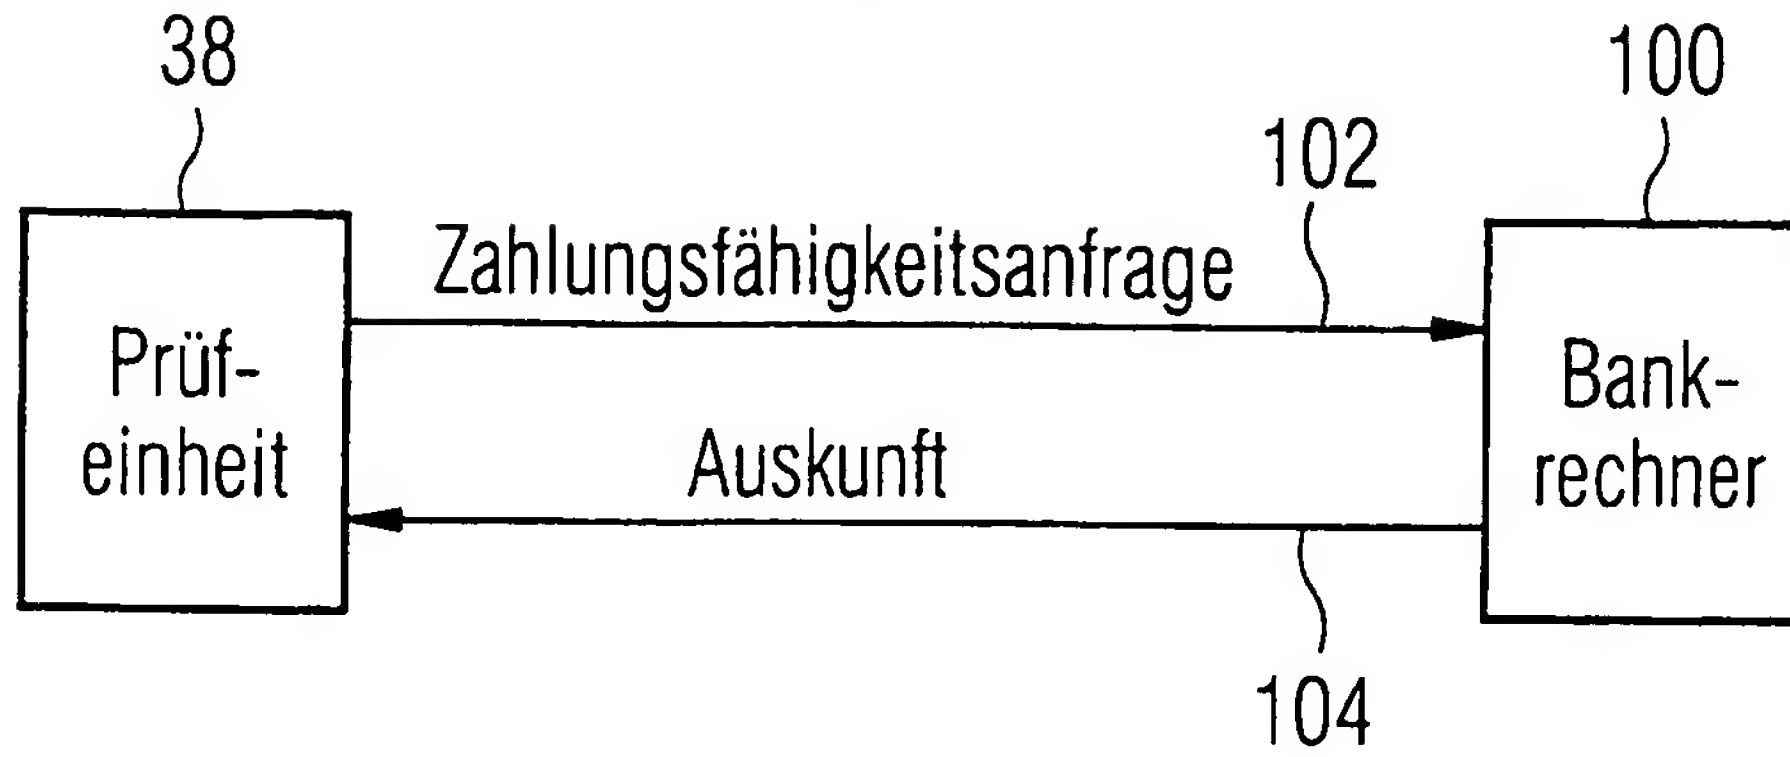 38
100
102
Zahlungsfähigkeitsanfrage
Prüf-
einheit
Bank-
rechner
Auskunft
104